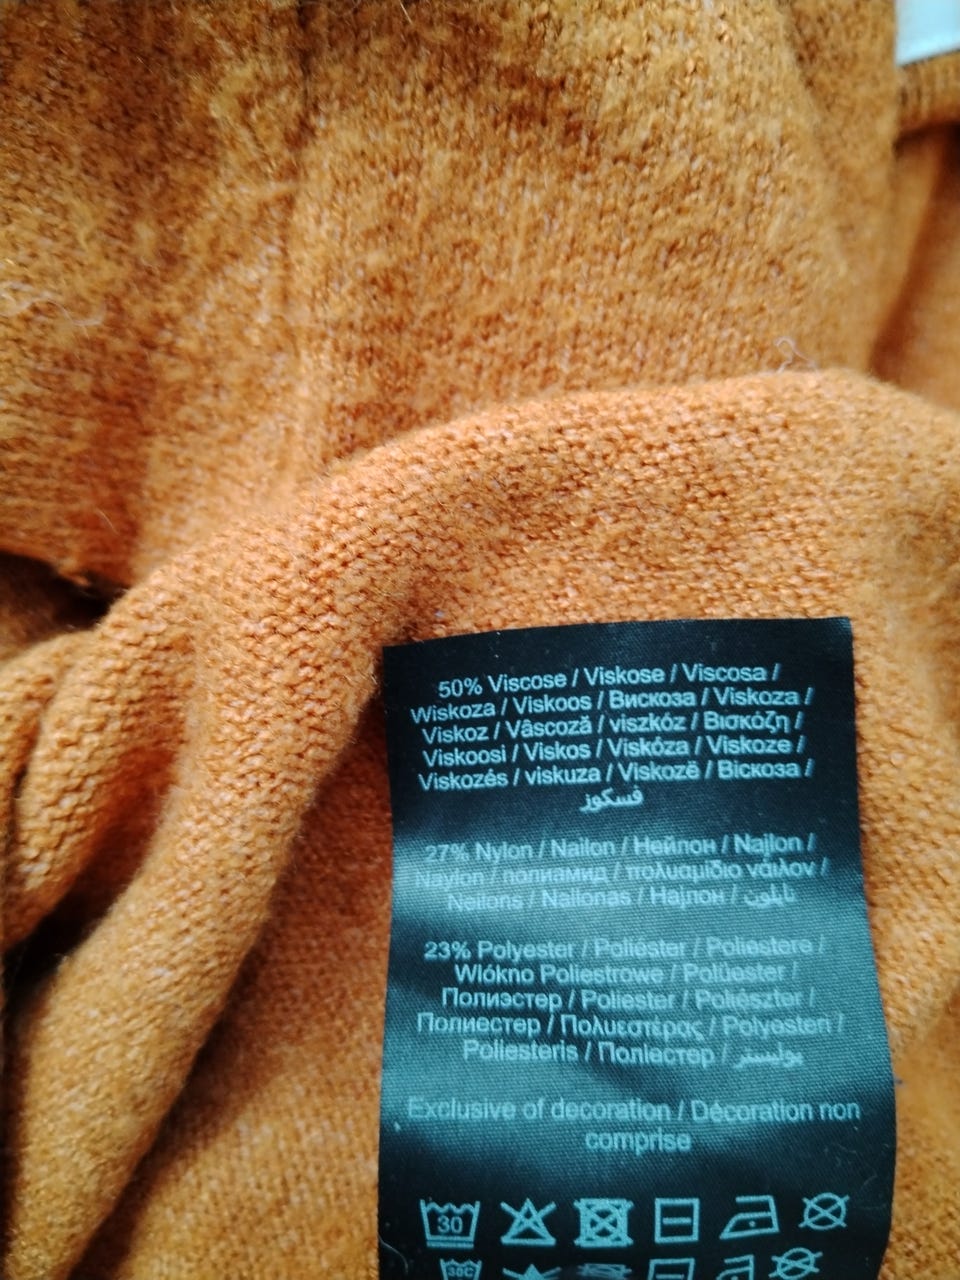 50% Viscose / Viskose / Viscosa /
Wiskoza / Viskoos / Вискоза / Viskoza /
Viskoz / Vâscoză / viszkóz / Βισκόζη /
Viskoosi / Viskos / Viskóza / Viskoze /
Viskozės / viskuza / Viskozë / Віскоза /
فسكوز
27% Nylon / Nailon / Нейлон / Najlon /
Naylon / полиамид / πολυαμίδιο νάιλον /
Neilons / Nailonas / Најлон / نايلون
23% Polyester / Poliéster / Poliestere /
Wlókno Poliestrowe / Polüester /
Полиэстер / Poliester / Poliészter /
Полиестер / Πολυεστέρας / Polyesteri /
Poliesteris / Поліестер / بوليستر
Exclusive of decoration / Décoration non
comprise
30
30C